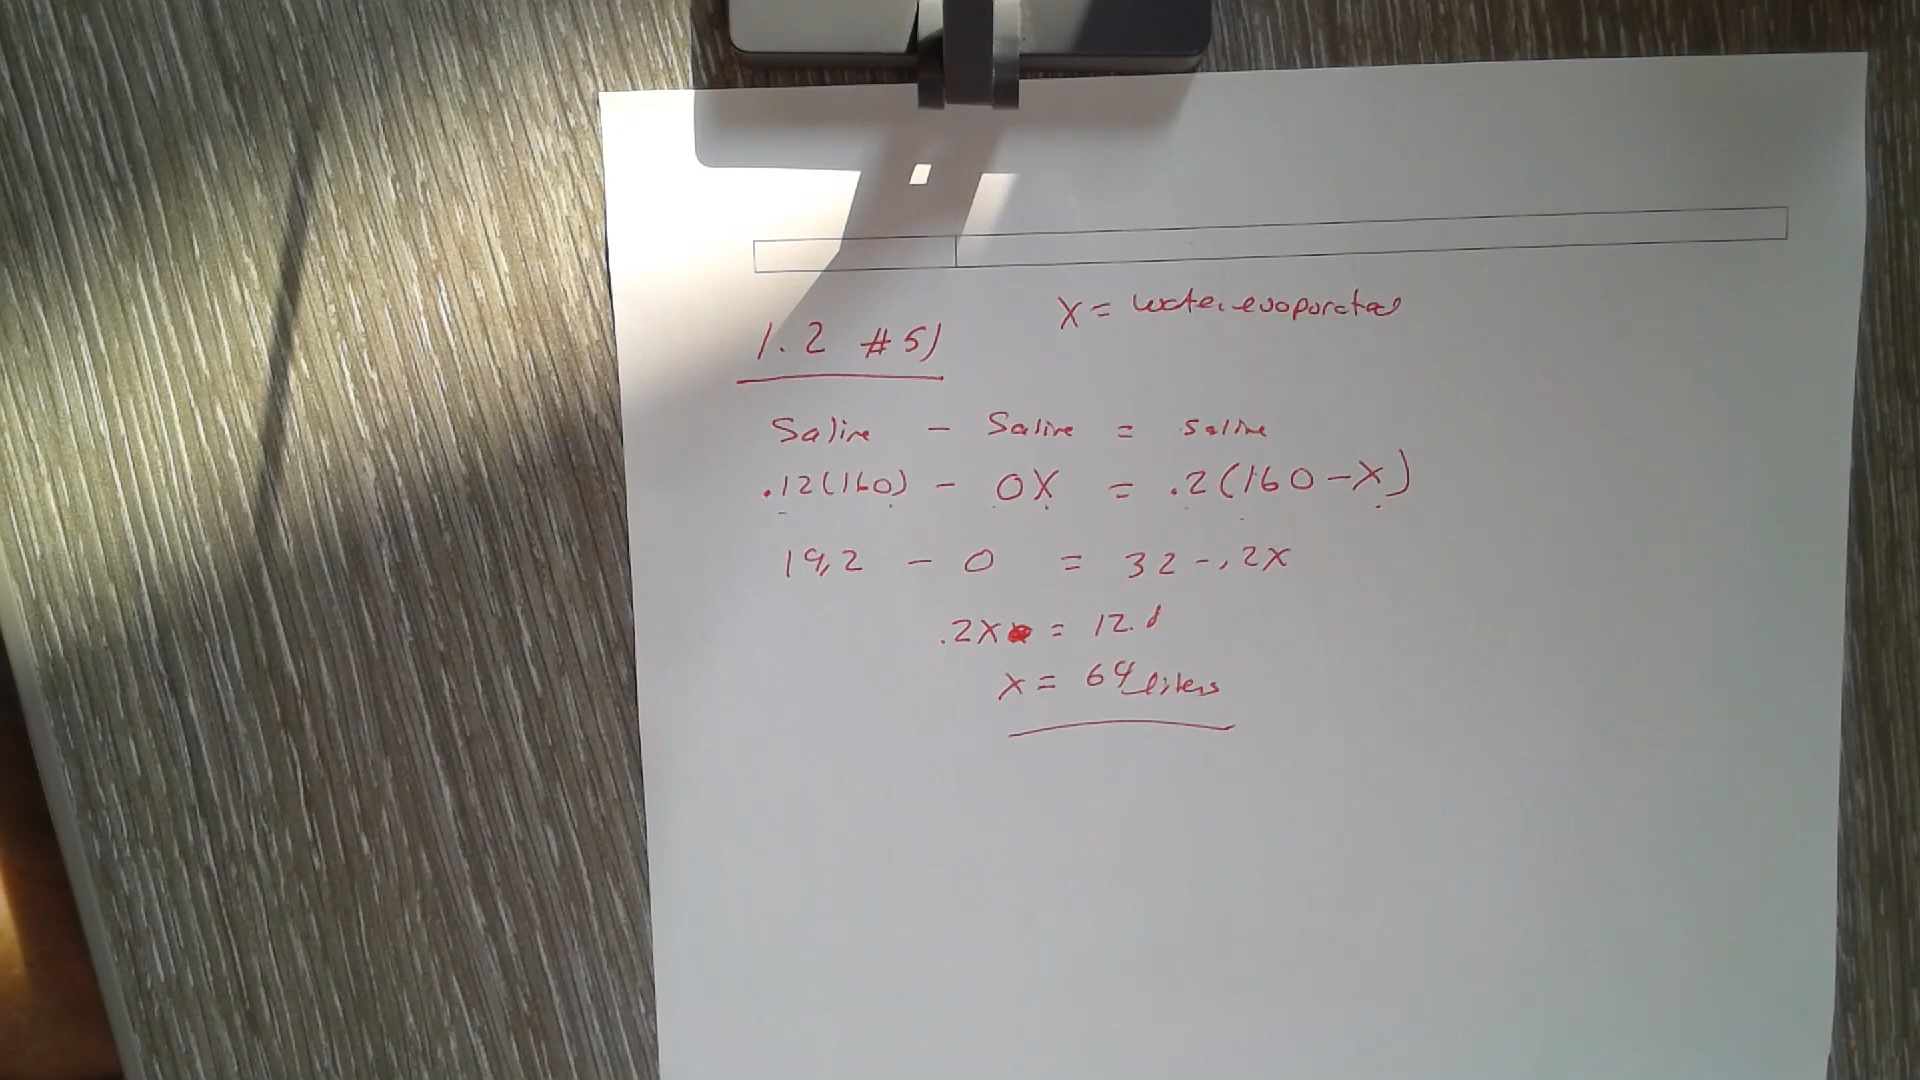 x = water evaporated
1.2 #51
Saline - Saline = saline
.12(160) - 0x = .2(160-x)
19.2 - 0 = 32-.2x
.2x = 12.8
x = 64 liters